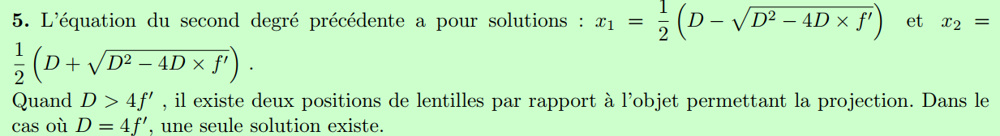 5. L'équation du second degré précédente a pour solutions : x₁ = 1/2 (D − √(D² − 4D × f′)) et x₂ =
1/2 (D + √(D² − 4D × f′)) .
Quand D > 4f′ , il existe deux positions de lentilles par rapport à l'objet permettant la projection. Dans le
cas où D = 4f′, une seule solution existe.